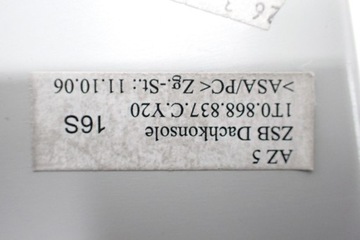 AZ 5
ZSB Dachkonsole
1T0.868.837.C.Y20 16S
>ASA/PC< Zg.-St.: 11.10.06